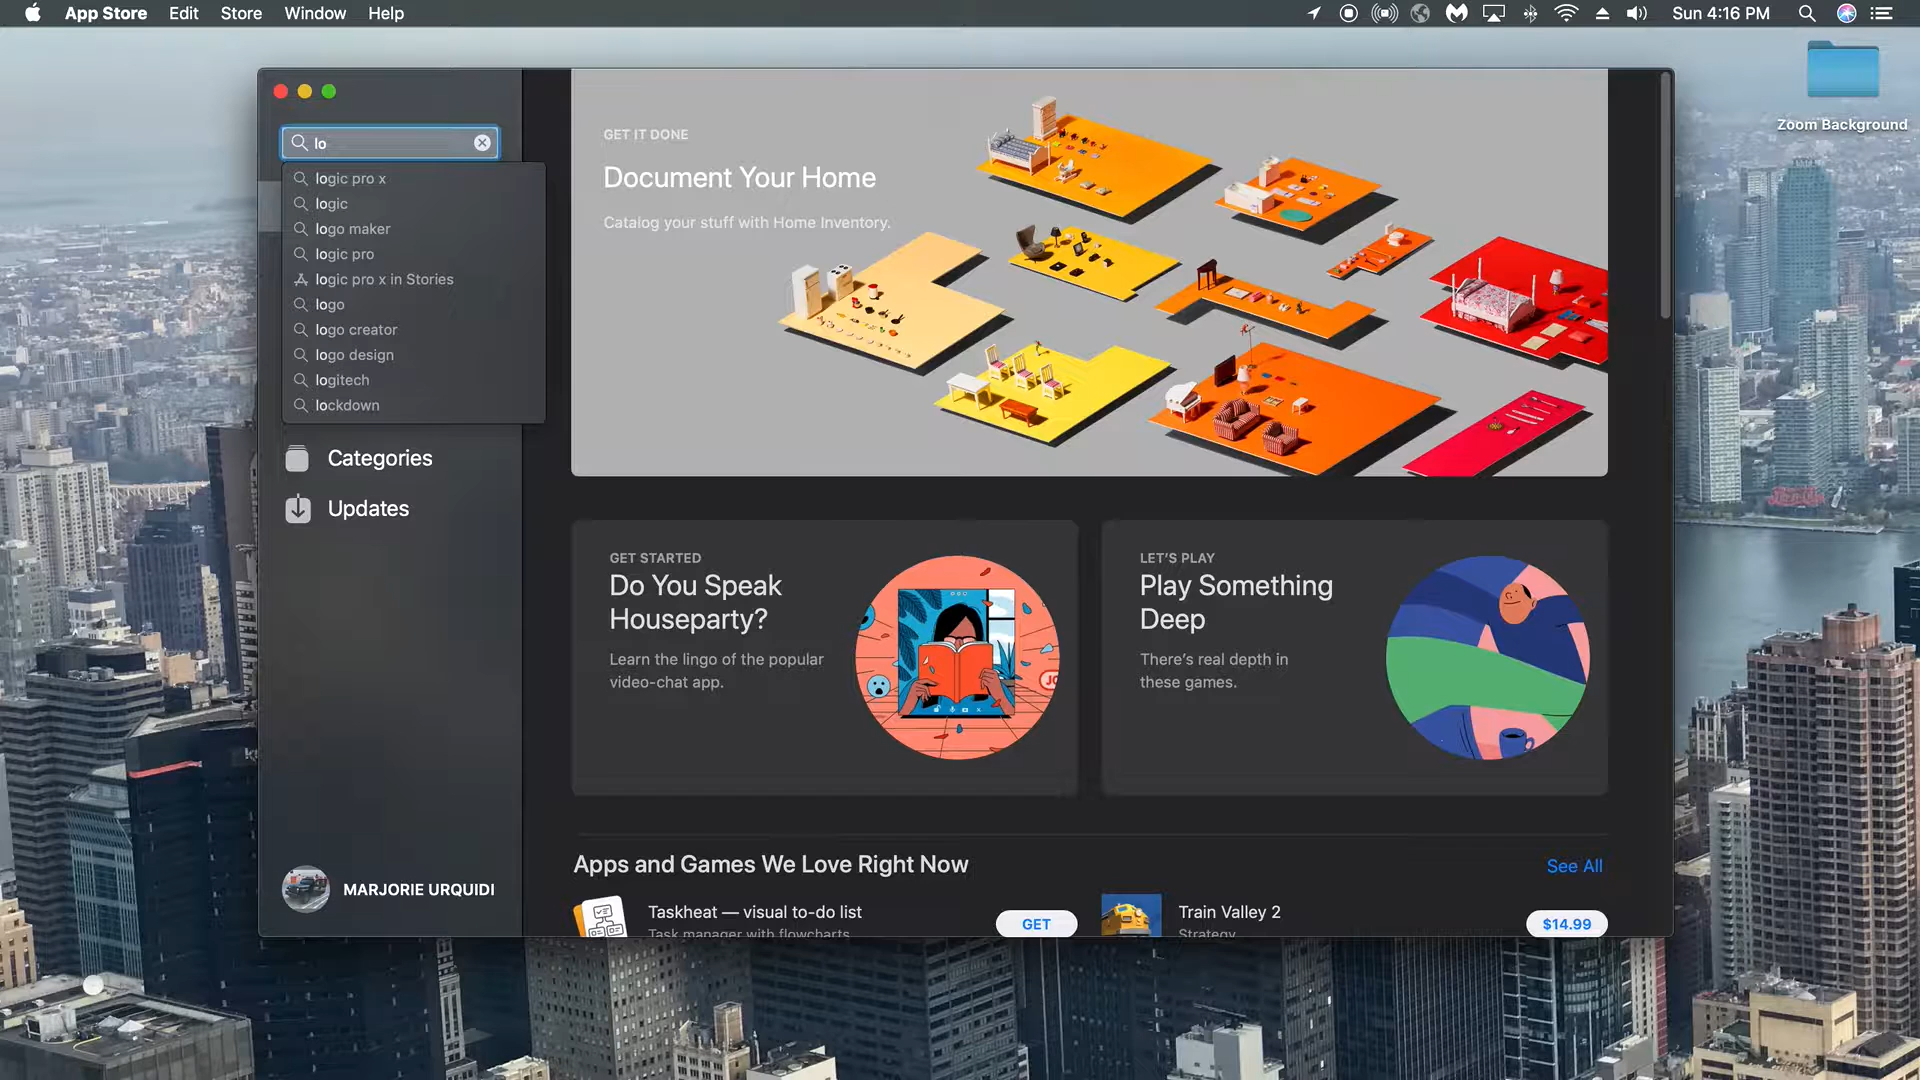 App Store Edit Store Window Help
Sun 4:16 PM
Zoom Background
lo
logic pro x
logic
logo maker
logic pro
logic pro x in Stories
logo
logo creator
logo design
logitech
lockdown
Categories
Updates
MARJORIE URQUIDI
GET IT DONE
Document Your Home
Catalog your stuff with Home Inventory.
GET STARTED
Do You Speak
Houseparty?
Learn the lingo of the popular
video-chat app.
LET'S PLAY
Play Something
Deep
There's real depth in
these games.
Apps and Games We Love Right Now
See All
Taskheat — visual to-do list
Task manager with flowcharts
GET
Train Valley 2
Strategy
$14.99